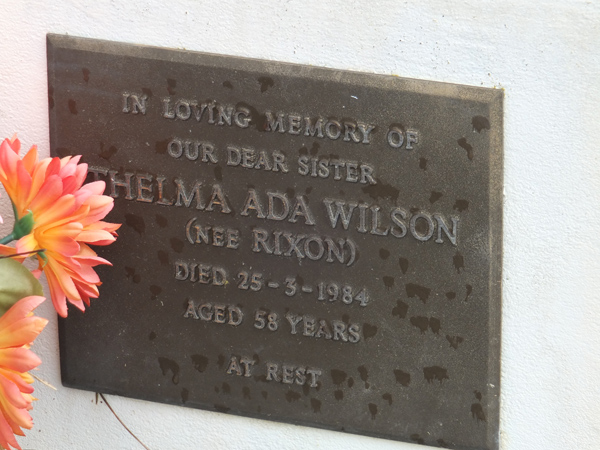 IN LOVING MEMORY OF
OUR DEAR SISTER
THELMA ADA WILSON
(NEE RIXON)
DIED 25-3-1984
AGED 58 YEARS
AT REST